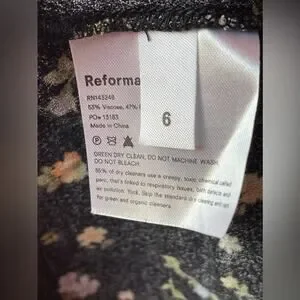 Reforma
RN143248
53% Viscose, 47%
PO# 13183
Made in China
6
GREEN DRY CLEAN, DO NOT MACHINE WASH,
DO NOT BLEACH.
85% of dry cleaners use a creepy, toxic chemical called
perc, that's linked to respiratory issues, birth defects and
air pollution. Yuck. Skip the standard dry cleaning and opt
for green and organic cleaners